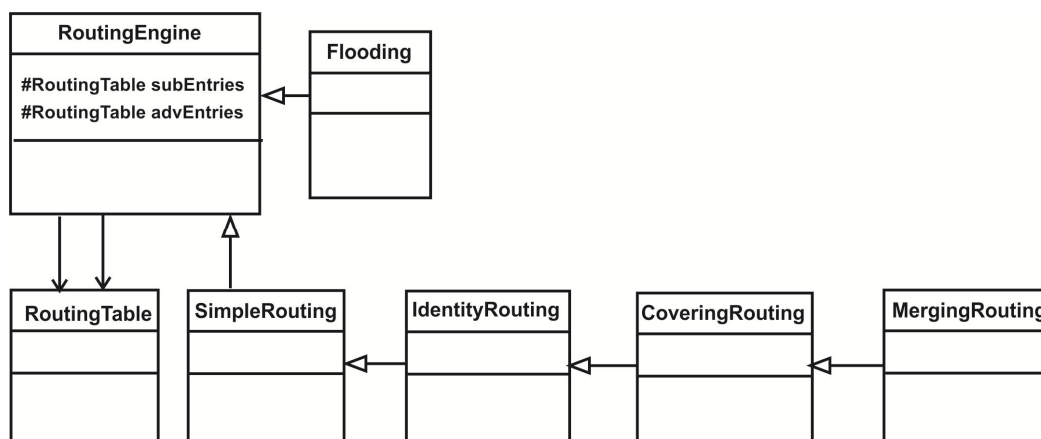 RoutingEngine
#RoutingTable subEntries
#RoutingTable advEntries
Flooding
RoutingTable
SimpleRouting
IdentityRouting
CoveringRouting
MergingRouting